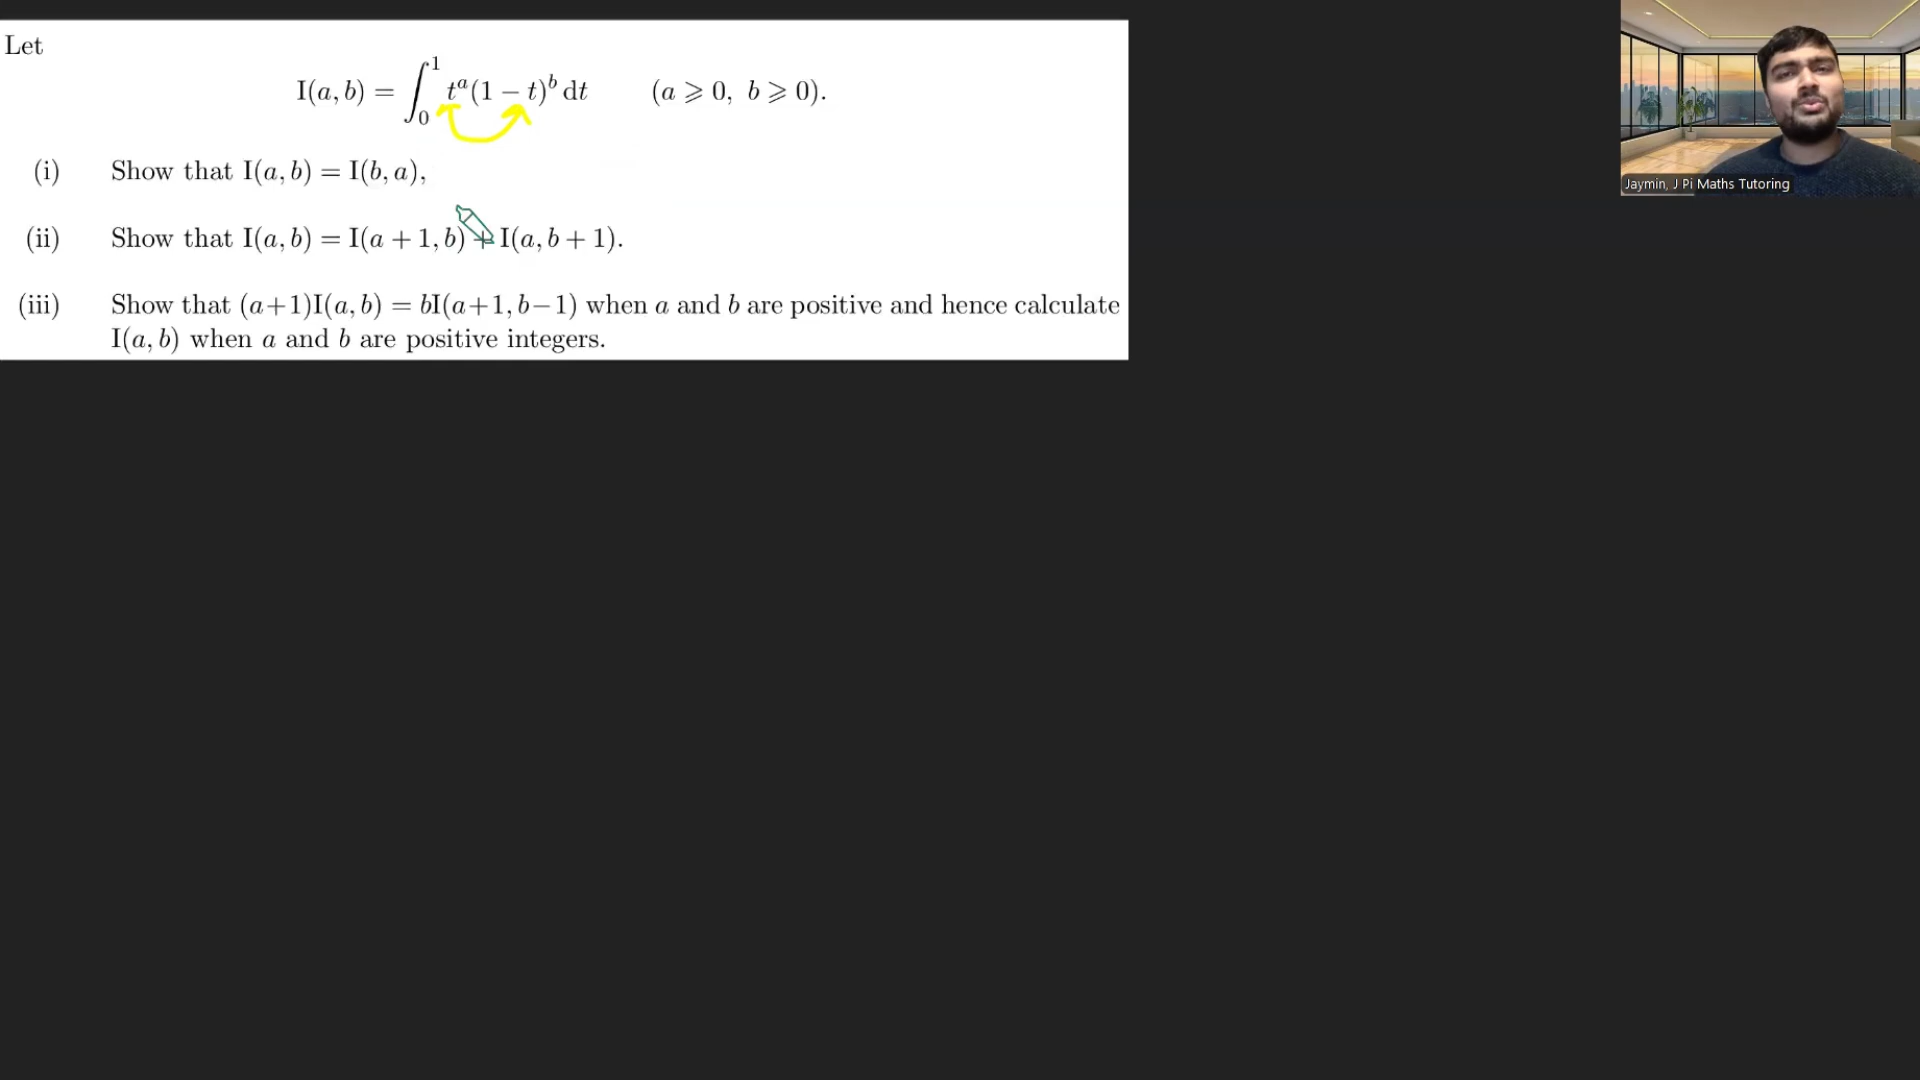 Let
I(a, b) = ∫₀¹ tᵃ(1 − t)ᵇ dt (a ⩾ 0, b ⩾ 0).
(i) Show that I(a, b) = I(b, a),
(ii) Show that I(a, b) = I(a + 1, b) + I(a, b + 1).
(iii) Show that (a+1)I(a, b) = bI(a+1, b−1) when a and b are positive and hence calculate
I(a, b) when a and b are positive integers.
Jaymin, J Pi Maths Tutoring